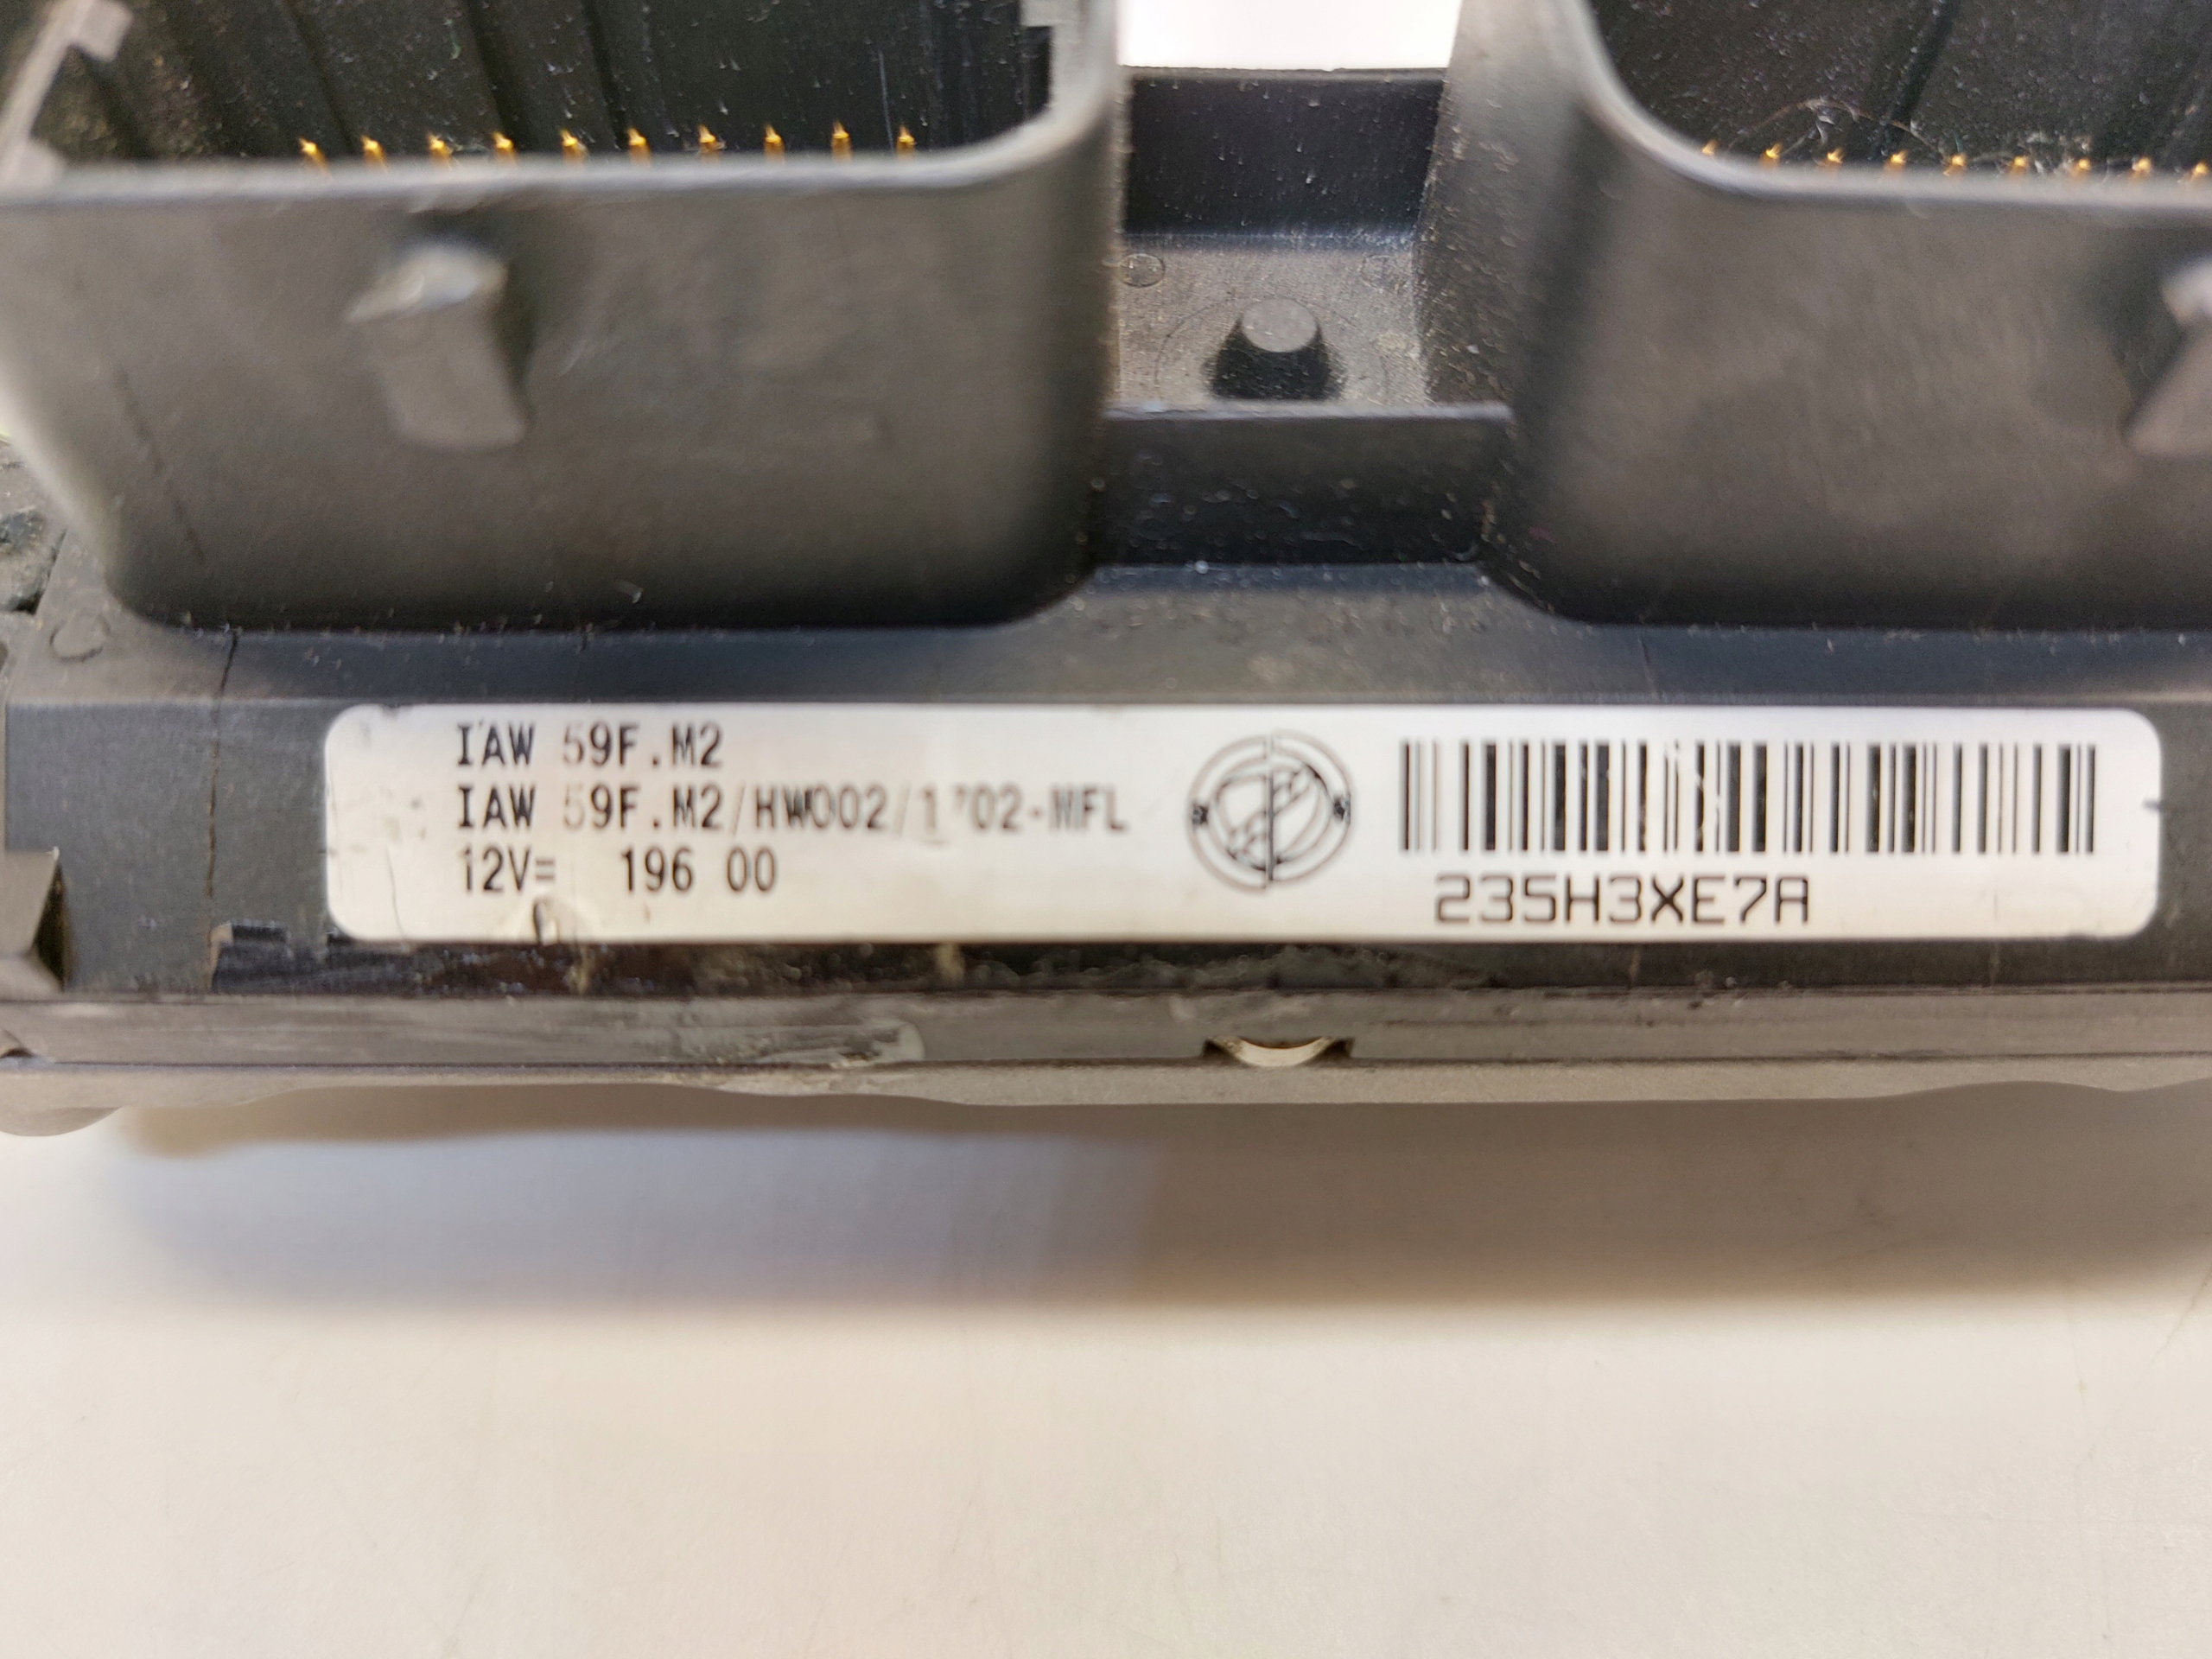 IAW 59F.M2
IAW 59F.M2/HW002/1702-MFL
12V= 196 00
235H3XE7A